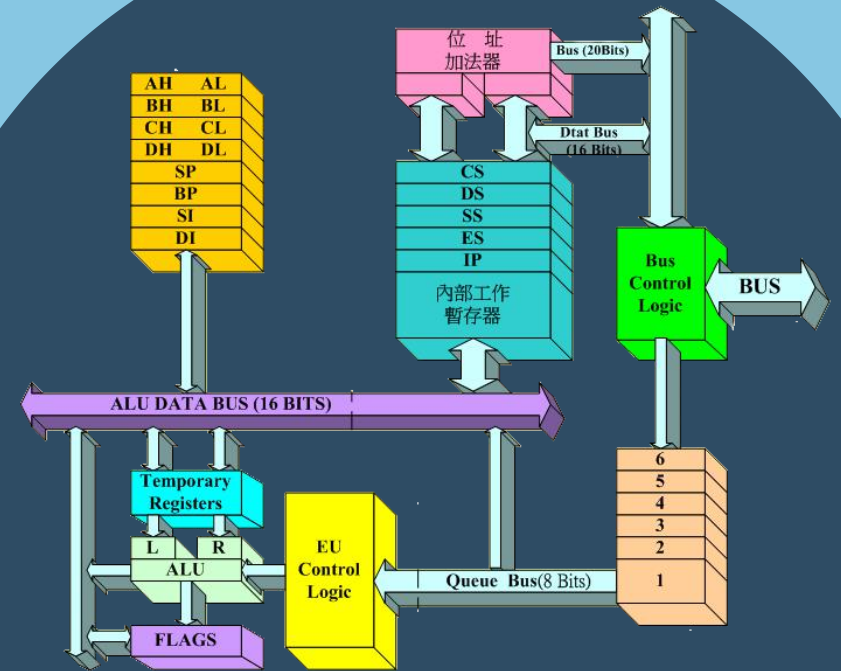 位 址
加法器
Bus (20Bits)
AH AL
BH BL
CH CL
DH DL
SP
BP
SI
DI
Dtat Bus
(16 Bits)
CS
DS
SS
ES
IP
內部工作
暫存器
Bus
Control
Logic
BUS
ALU DATA BUS (16 BITS)
6
5
4
3
2
1
Temporary
Registers
L R
ALU
FLAGS
EU
Control
Logic
Queue Bus(8 Bits)